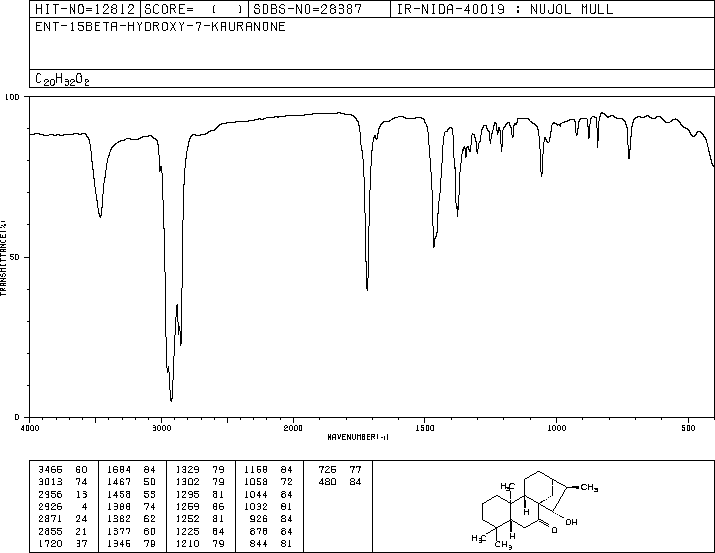 HIT-NO=12812 SCORE= ( ) SDBS-NO=28387 IR-NIDA-40019 : NUJOL MULL
ENT-15BETA-HYDROXY-7-KAURANONE
C20H32O2
100
TRANSMITTANCE(%)
50
0
4000 3000 2000 1500 1000 500
WAVENUMBER(-1)
3466 60 1684 84 1329 79 1168 84 726 77
3013 74 1467 50 1302 79 1058 72 480 84
2956 13 1458 55 1295 81 1044 84
2926 4 1388 74 1269 86 1032 81
2871 24 1382 62 1252 81 926 84
2855 21 1377 60 1225 84 878 84
1720 37 1346 79 1210 79 844 81
H3C
H
H
CH3
OH
O
H3C
CH3